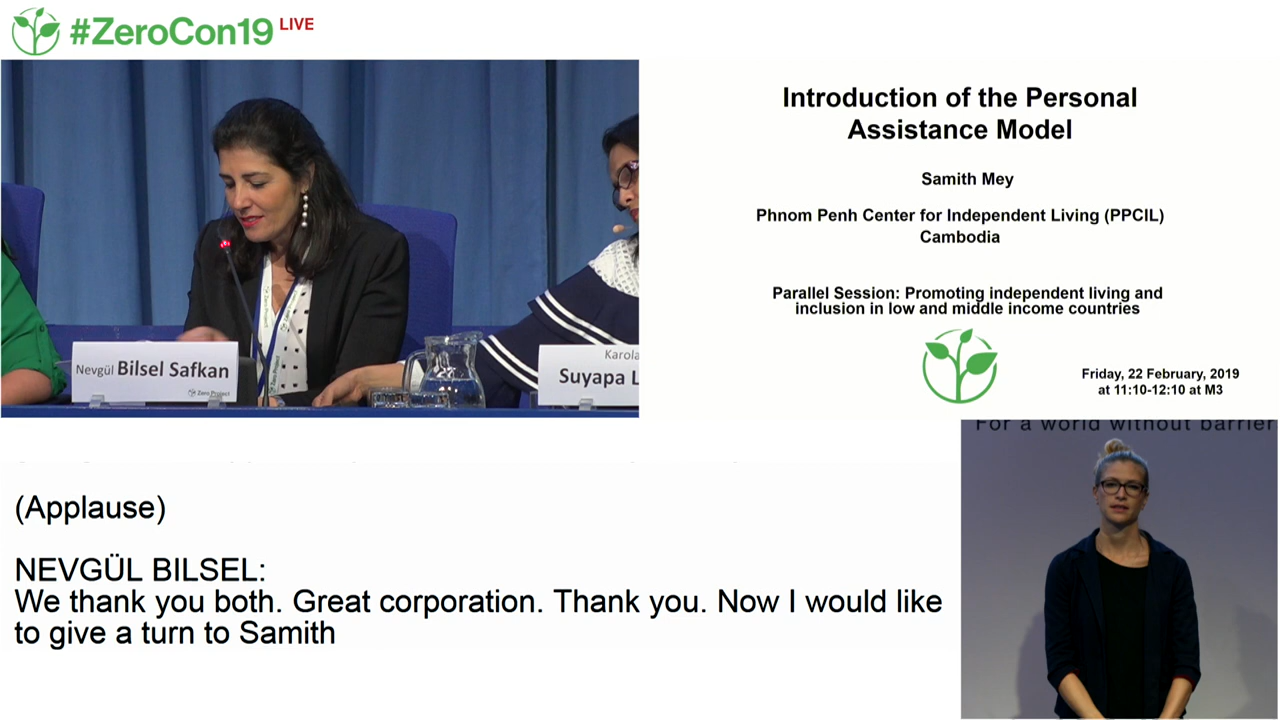 #ZeroCon19 LIVE
Introduction of the Personal
Assistance Model
Samith Mey
Phnom Penh Center for Independent Living (PPCIL)
Cambodia
Parallel Session: Promoting independent living and
inclusion in low and middle income countries
Friday, 22 February, 2019
at 11:10-12:10 at M3
Nevgül Bilsel Safkan
Zero Project
Karola
Suyapa L
For a world without barrier
(Applause)
NEVGÜL BILSEL:
We thank you both. Great corporation. Thank you. Now I would like
to give a turn to Samith